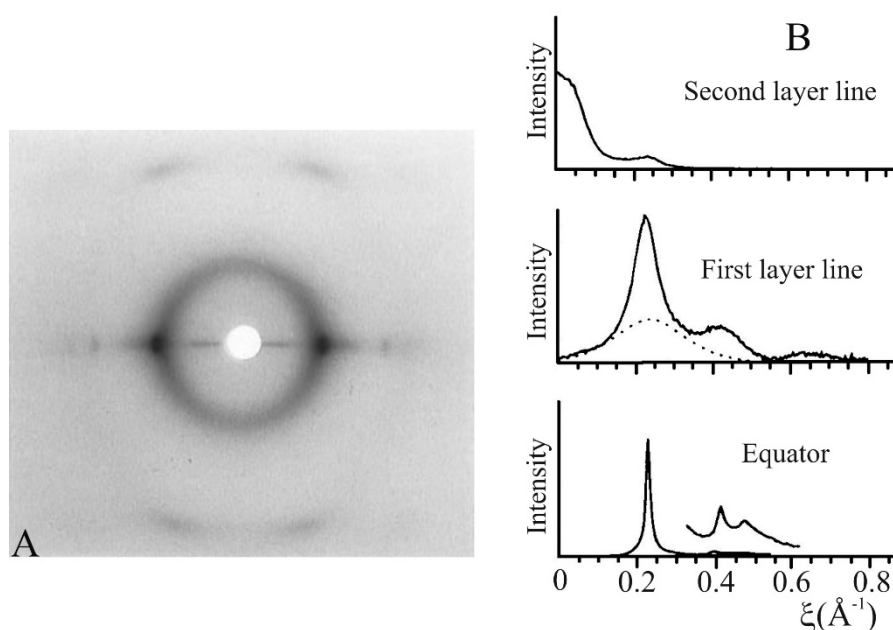 A
B
Intensity
Second layer line
Intensity
First layer line
Intensity
Equator
0 0.2 0.4 0.6 0.8
ξ(Å⁻¹)